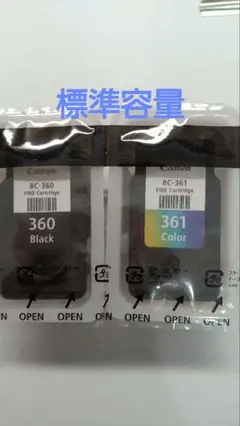 標準容量
Canon
BC-360
FINE Cartridge
360
Black
Canon
BC-361
FINE Cartridge
361
Color
OPEN
OPEN
OPEN
OPEN